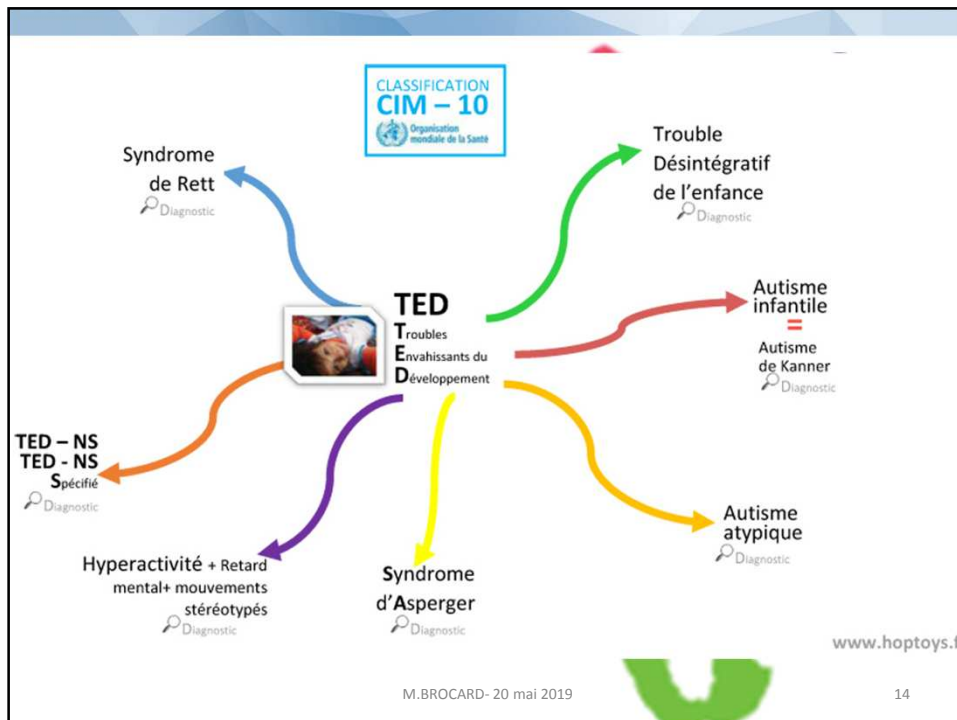 CLASSIFICATION
CIM – 10
Organisation
mondiale de la Santé
Syndrome
de Rett
Diagnostic
Trouble
Désintégratif
de l'enfance
Diagnostic
TED
Troubles
Envahissants du
Développement
Autisme
infantile
=
Autisme
de Kanner
Diagnostic
TED – NS
TED - NS
Spécifié
Diagnostic
Autisme
atypique
Diagnostic
Hyperactivité + Retard
mental+ mouvements
stéréotypés
Diagnostic
Syndrome
d'Asperger
Diagnostic
www.hoptoys.f
M.BROCARD- 20 mai 2019
14